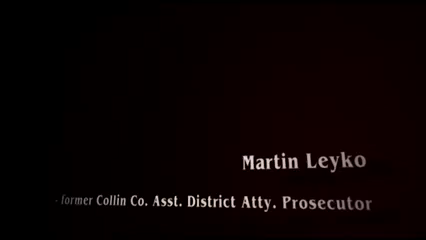 Martin Leyko
- former Collin Co. Asst. District Atty. Prosecutor